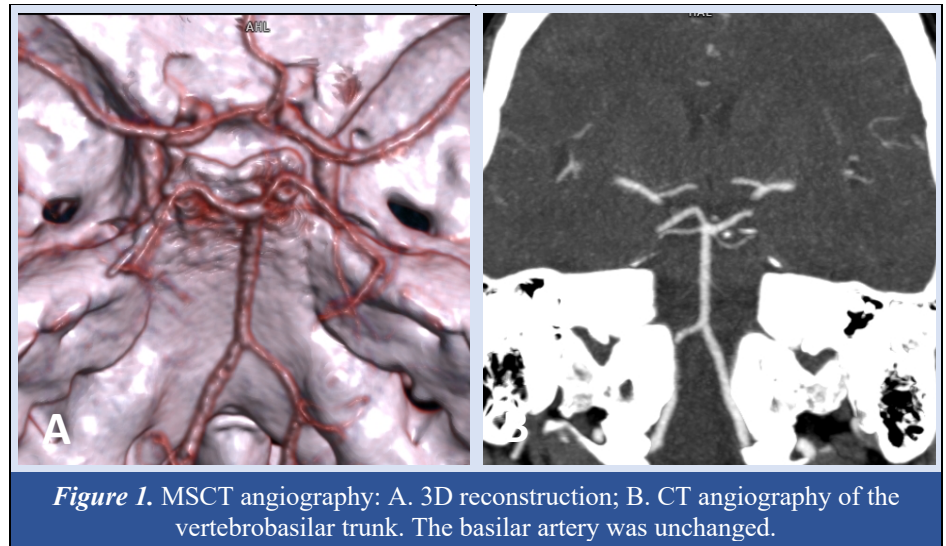 AHL
A
B
Figure 1. MSCT angiography: A. 3D reconstruction; B. CT angiography of the
vertebrobasilar trunk. The basilar artery was unchanged.